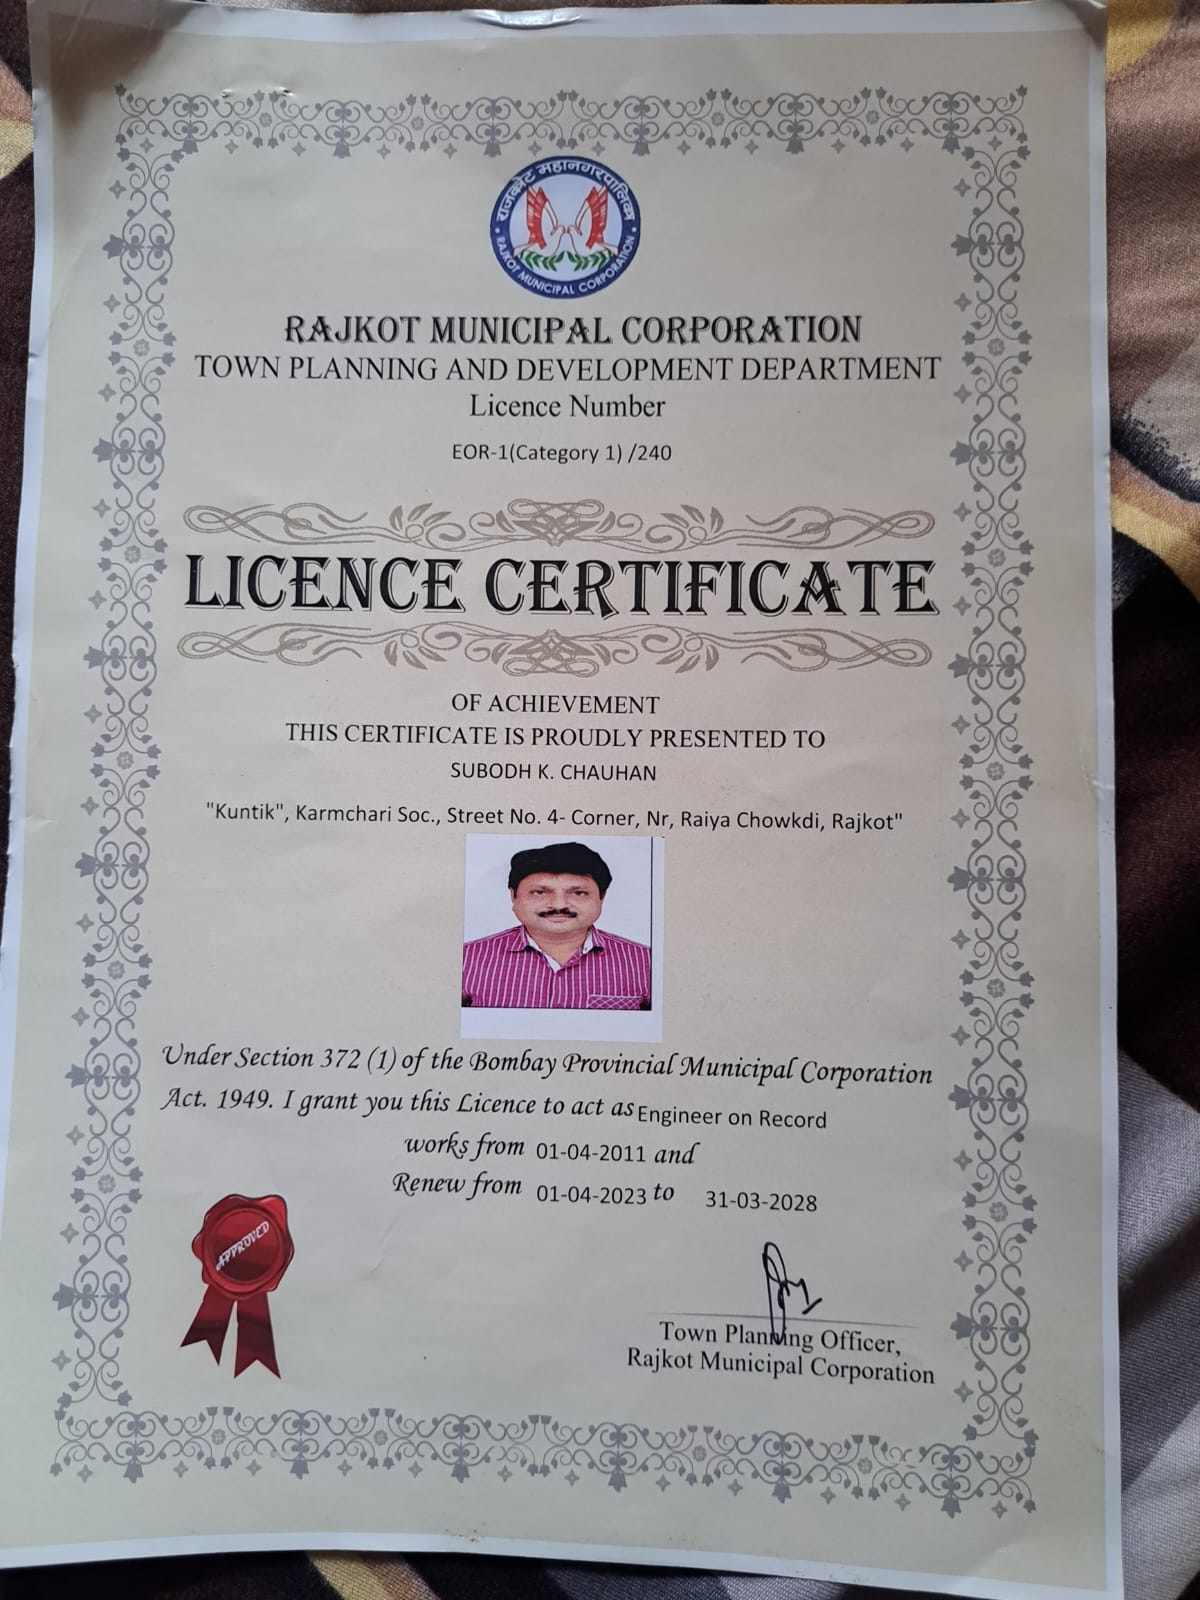 राजकोट महानगरपालिका
RAJKOT MUNICIPAL CORPORATION
RAJKOT MUNICIPAL CORPORATION
TOWN PLANNING AND DEVELOPMENT DEPARTMENT
Licence Number
EOR-1(Category 1) /240
LICENCE CERTIFICATE
OF ACHIEVEMENT
THIS CERTIFICATE IS PROUDLY PRESENTED TO
SUBODH K. CHAUHAN
"Kuntik", Karmchari Soc., Street No. 4- Corner, Nr, Raiya Chowkdi, Rajkot"
Under Section 372 (1) of the Bombay Provincial Municipal Corporation
Act. 1949. I grant you this Licence to act as Engineer on Record
works from 01-04-2011 and
Renew from 01-04-2023 to 31-03-2028
APPROVED
Town Planning Officer,
Rajkot Municipal Corporation